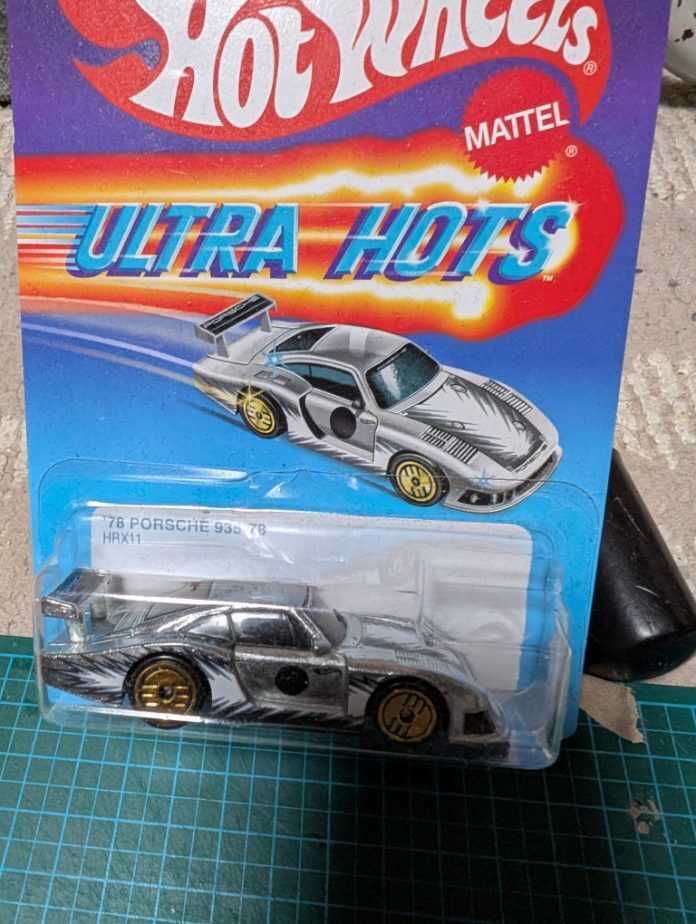 HOT WHEELS®
MATTEL
®
ULTRA HOTS
™
'78 PORSCHE 935-78
HRX11